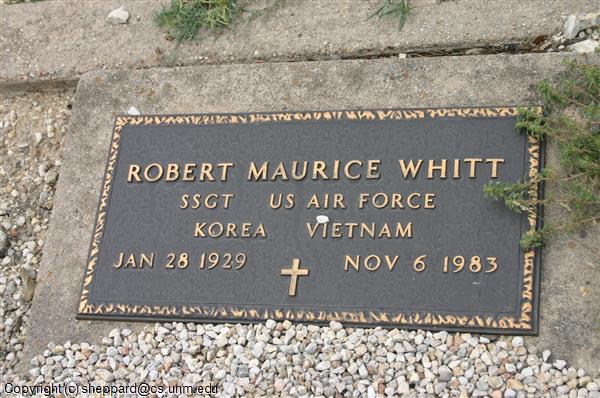 ROBERT MAURICE WHITT
SSGT US AIR FORCE
KOREA VIETNAM
JAN 28 1929 NOV 6 1983
Copyright (c) sheppard@cs.uhm.edu